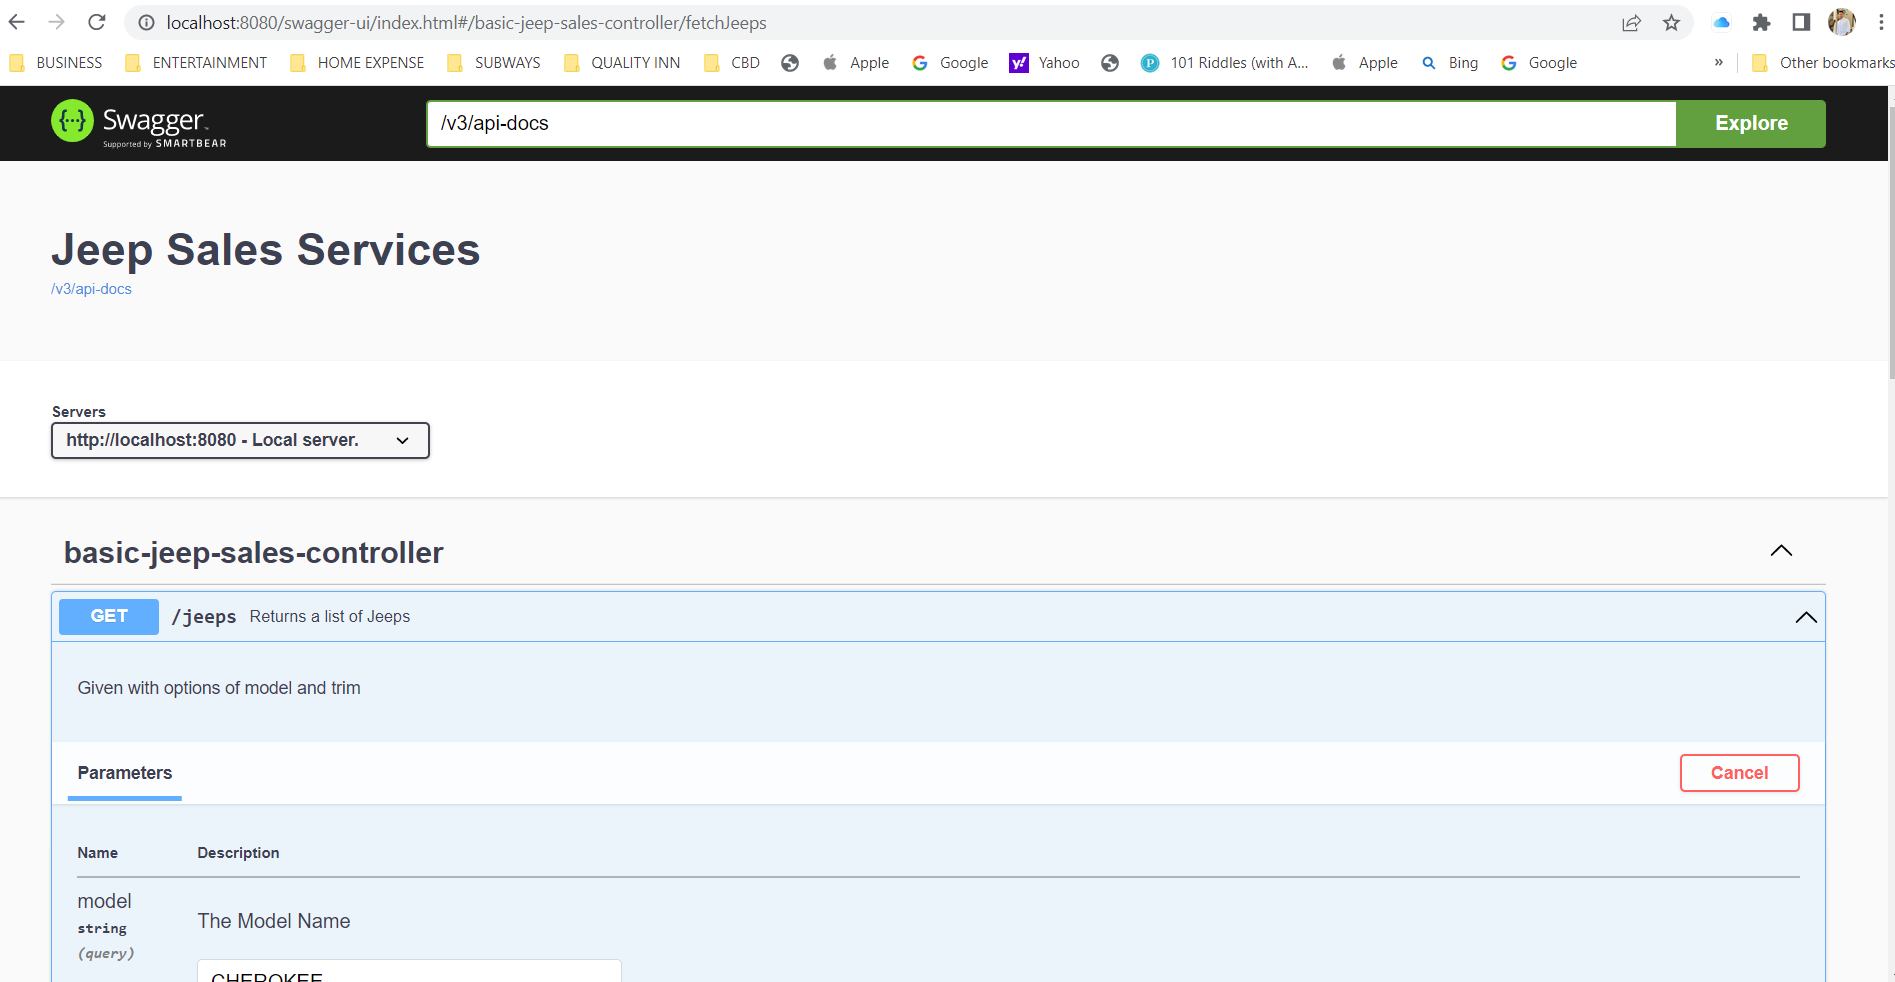 localhost:8080/swagger-ui/index.html#/basic-jeep-sales-controller/fetchJeeps
BUSINESS ENTERTAINMENT HOME EXPENSE SUBWAYS QUALITY INN CBD Apple Google Yahoo 101 Riddles (with A... Apple Bing Google » Other bookmarks
Swagger
Supported by SMARTBEAR
/v3/api-docs Explore
Jeep Sales Services
/v3/api-docs
Servers
http://localhost:8080 - Local server.
basic-jeep-sales-controller
GET /jeeps Returns a list of Jeeps
Given with options of model and trim
Parameters Cancel
Name Description
model
string
(query)
The Model Name
CHEROKEE